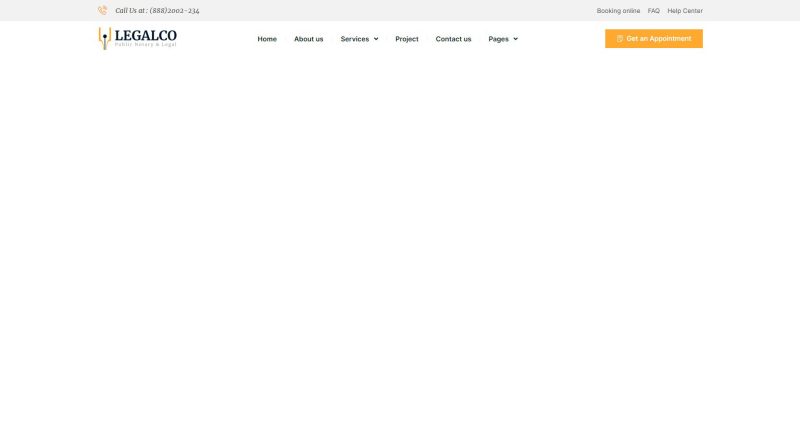 Call Us at : (888)2002-234
Booking online FAQ Help Center
LEGALCO
Public Notary & Legal
Home About us Services Project Contact us Pages
Get an Appointment